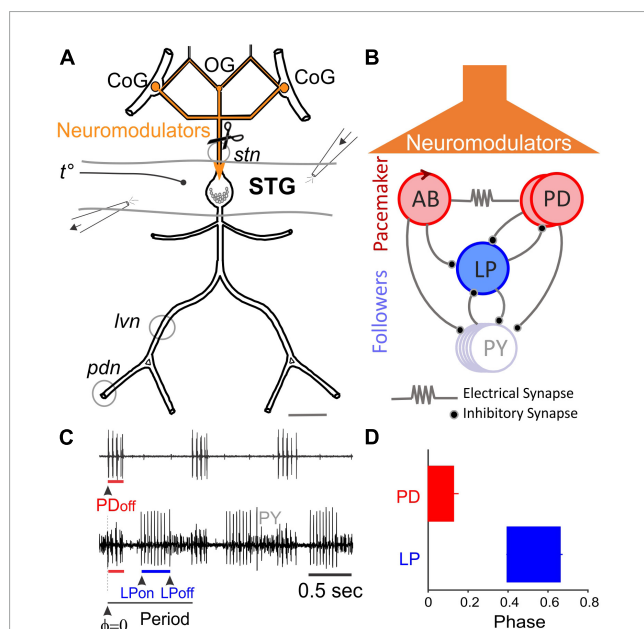 A
CoG
OG
CoG
Neuromodulators
stn
t°
STG
lvn
pdn
B
Neuromodulators
Pacemaker
AB
PD
LP
Followers
PY
Electrical Synapse
Inhibitory Synapse
C
PDoff
PY
LPon
LPoff
0.5 sec
ϕ=0
Period
D
PD
LP
0 0.4 0.6 0.8
Phase